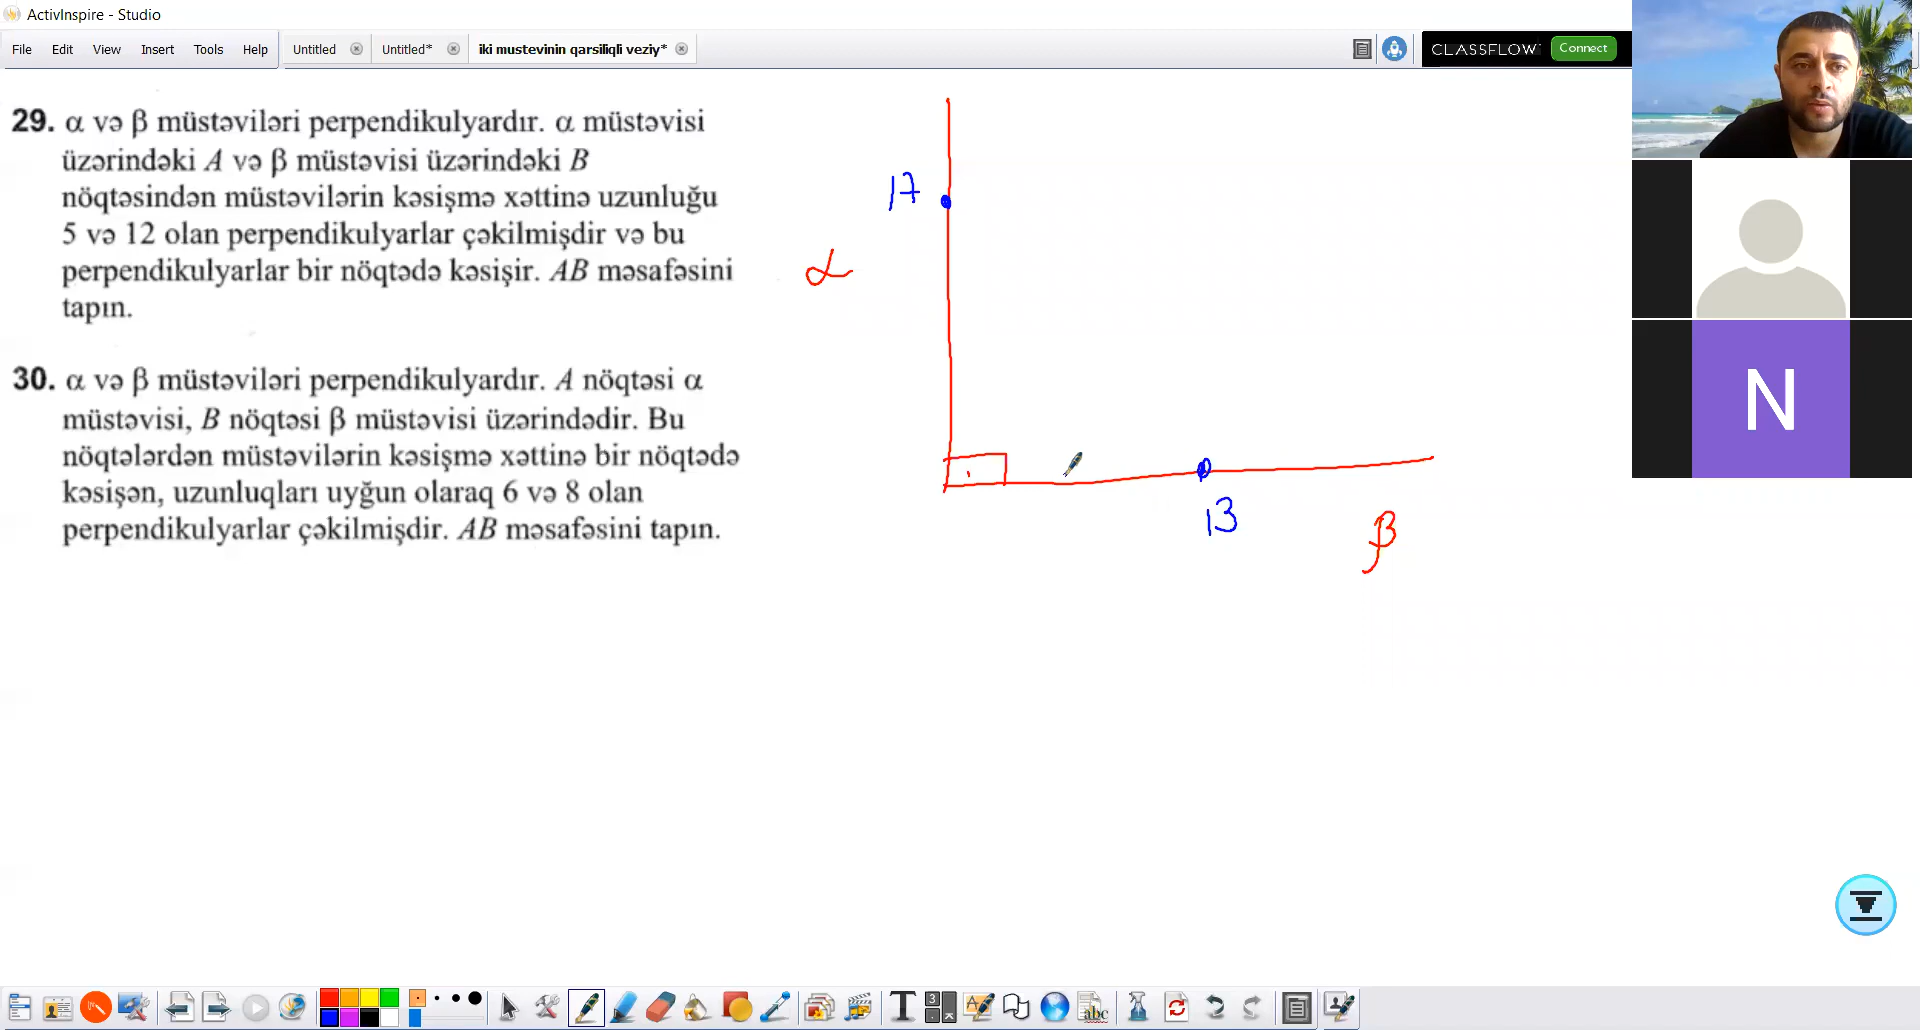 ActivInspire - Studio
File Edit View Insert Tools Help Untitled Untitled* iki mustevinin qarsiliqli veziy* CLASSFLOW Connect
29. α və β müstəviləri perpendikulyardır. α müstəvisi
üzərindəki A və β müstəvisi üzərindəki B
nöqtəsindən müstəvilərin kəsişmə xəttinə uzunluğu
5 və 12 olan perpendikulyarlar çəkilmişdir və bu
perpendikulyarlar bir nöqtədə kəsişir. AB məsafəsini
tapın.
30. α və β müstəviləri perpendikulyardır. A nöqtəsi α
müstəvisi, B nöqtəsi β müstəvisi üzərindədir. Bu
nöqtələrdən müstəvilərin kəsişmə xəttinə bir nöqtədə
kəsişən, uzunluqları uyğun olaraq 6 və 8 olan
perpendikulyarlar çəkilmişdir. AB məsafəsini tapın.
17
α
13
β
N